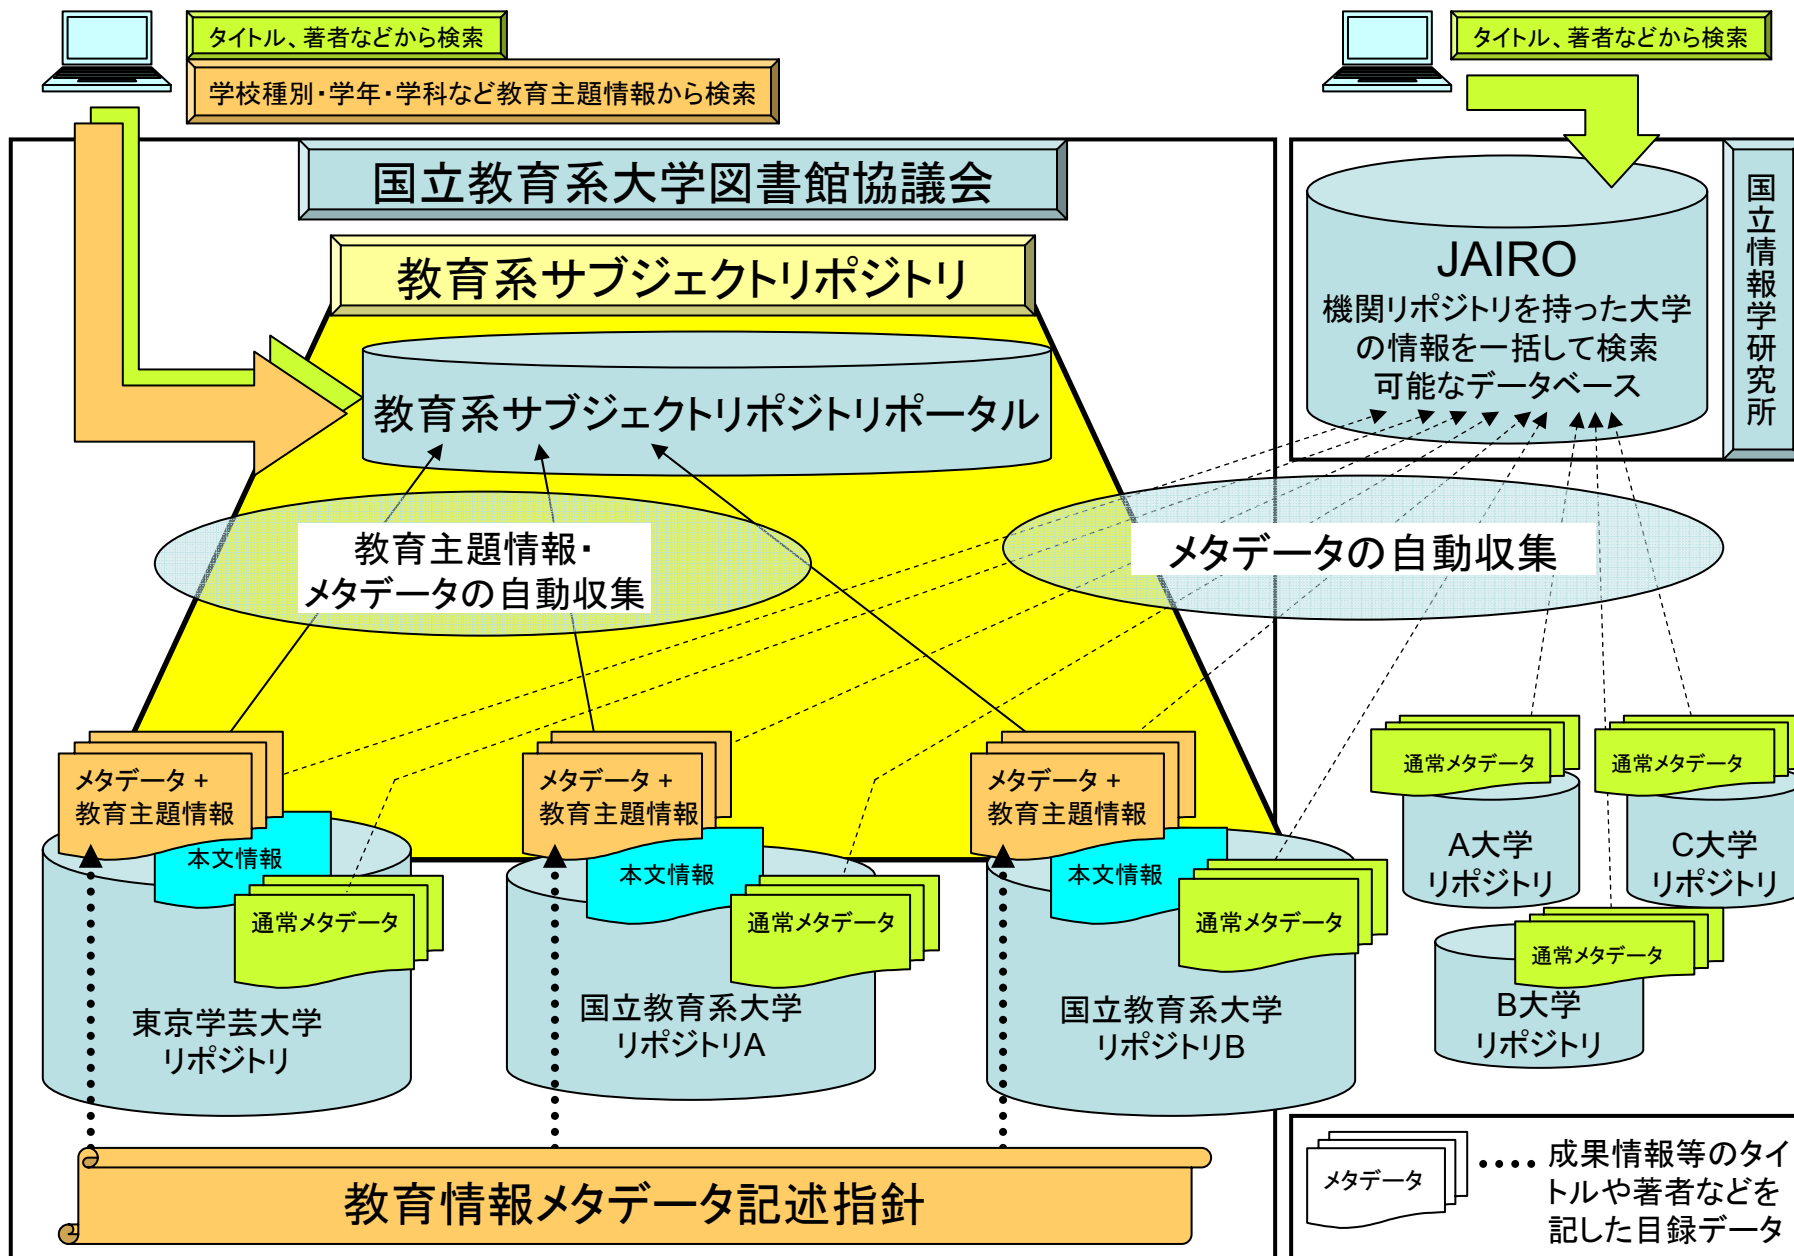 タイトル、著者などから検索
学校種別・学年・学科など教育主題情報から検索
タイトル、著者などから検索
国立教育系大学図書館協議会
教育系サブジェクトリポジトリ
教育系サブジェクトリポジトリポータル
JAIRO
機関リポジトリを持った大学
の情報を一括して検索
可能なデータベース
国立情報学研究所
教育主題情報・
メタデータの自動収集
メタデータの自動収集
メタデータ +
教育主題情報
本文情報
通常メタデータ
東京学芸大学
リポジトリ
メタデータ +
教育主題情報
本文情報
通常メタデータ
国立教育系大学
リポジトリA
メタデータ +
教育主題情報
本文情報
通常メタデータ
国立教育系大学
リポジトリB
通常メタデータ
A大学
リポジトリ
通常メタデータ
C大学
リポジトリ
通常メタデータ
B大学
リポジトリ
教育情報メタデータ記述指針
メタデータ
‥‥ 成果情報等のタイ
トルや著者などを
記した目録データ